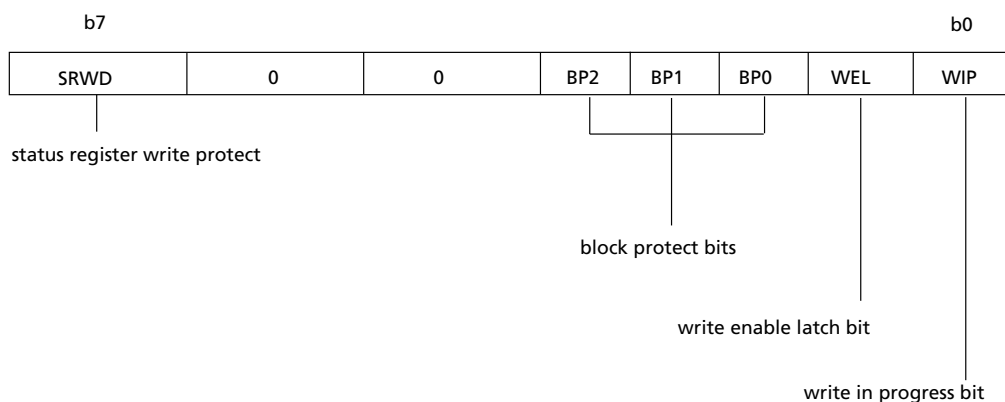 b7 b0
SRWD 0 0 BP2 BP1 BP0 WEL WIP
status register write protect
block protect bits
write enable latch bit
write in progress bit